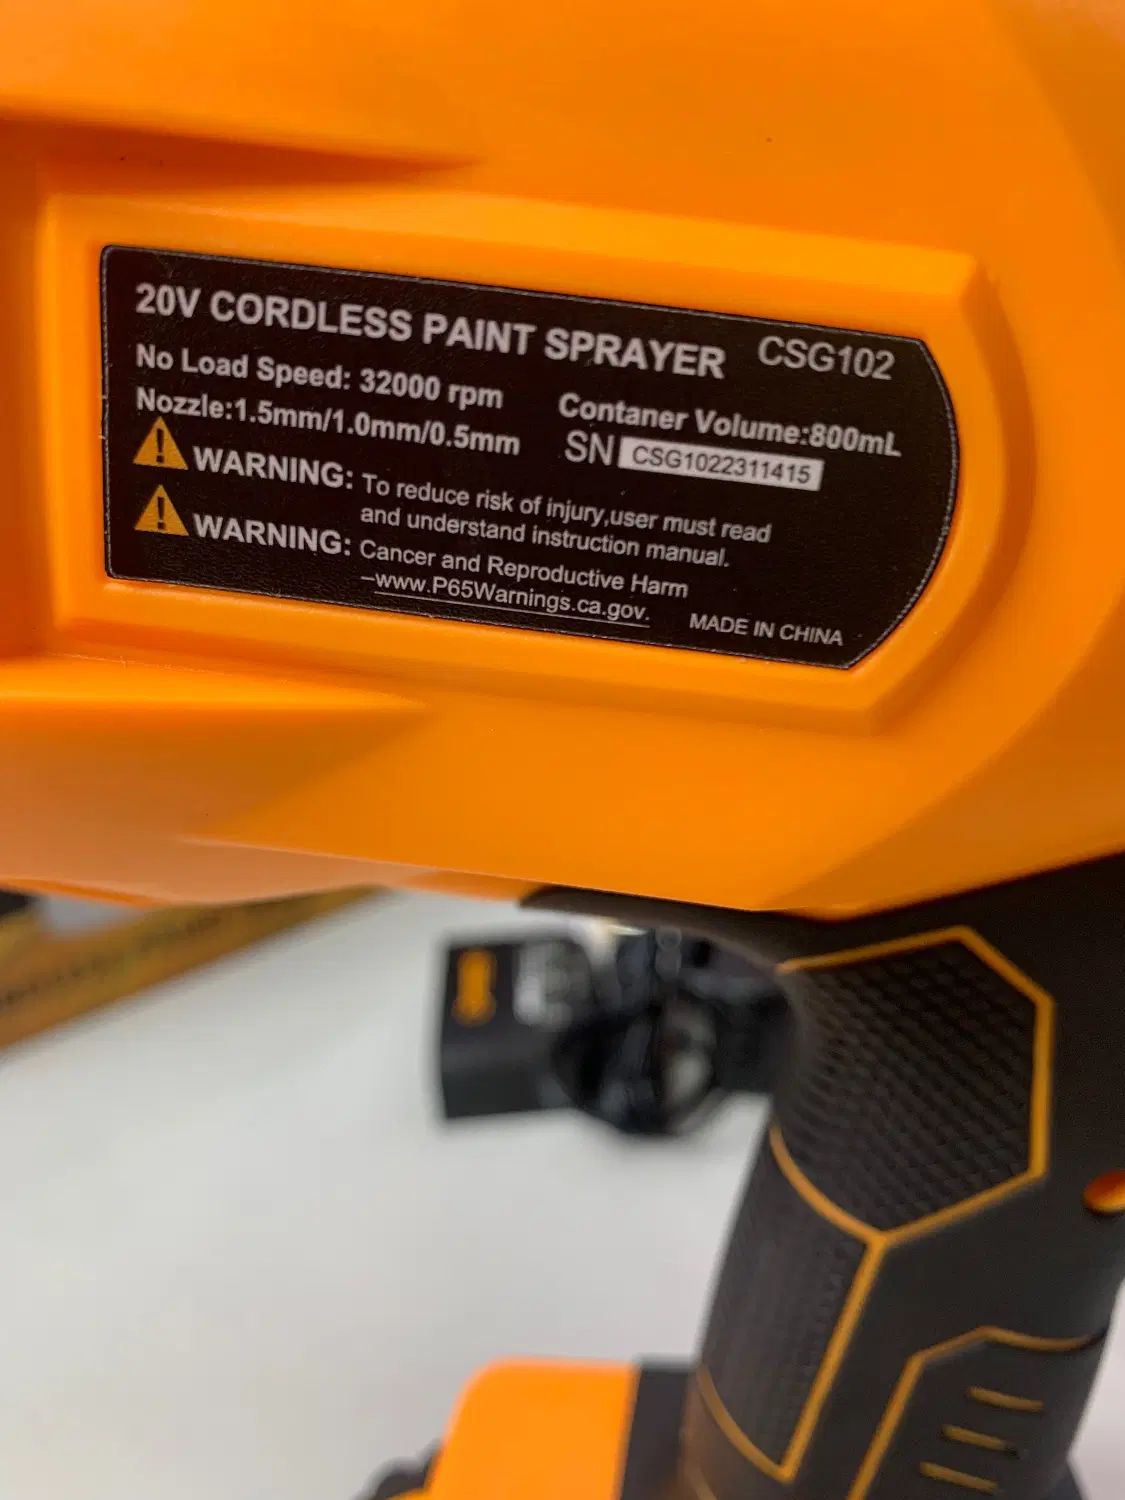 20V CORDLESS PAINT SPRAYER CSG102
No Load Speed: 32000 rpm
Contaner Volume:800mL
Nozzle:1.5mm/1.0mm/0.5mm
SN CSG1022311415
WARNING: To reduce risk of injury,user must read
and understand instruction manual.
WARNING: Cancer and Reproductive Harm
–www.P65Warnings.ca.gov.
MADE IN CHINA